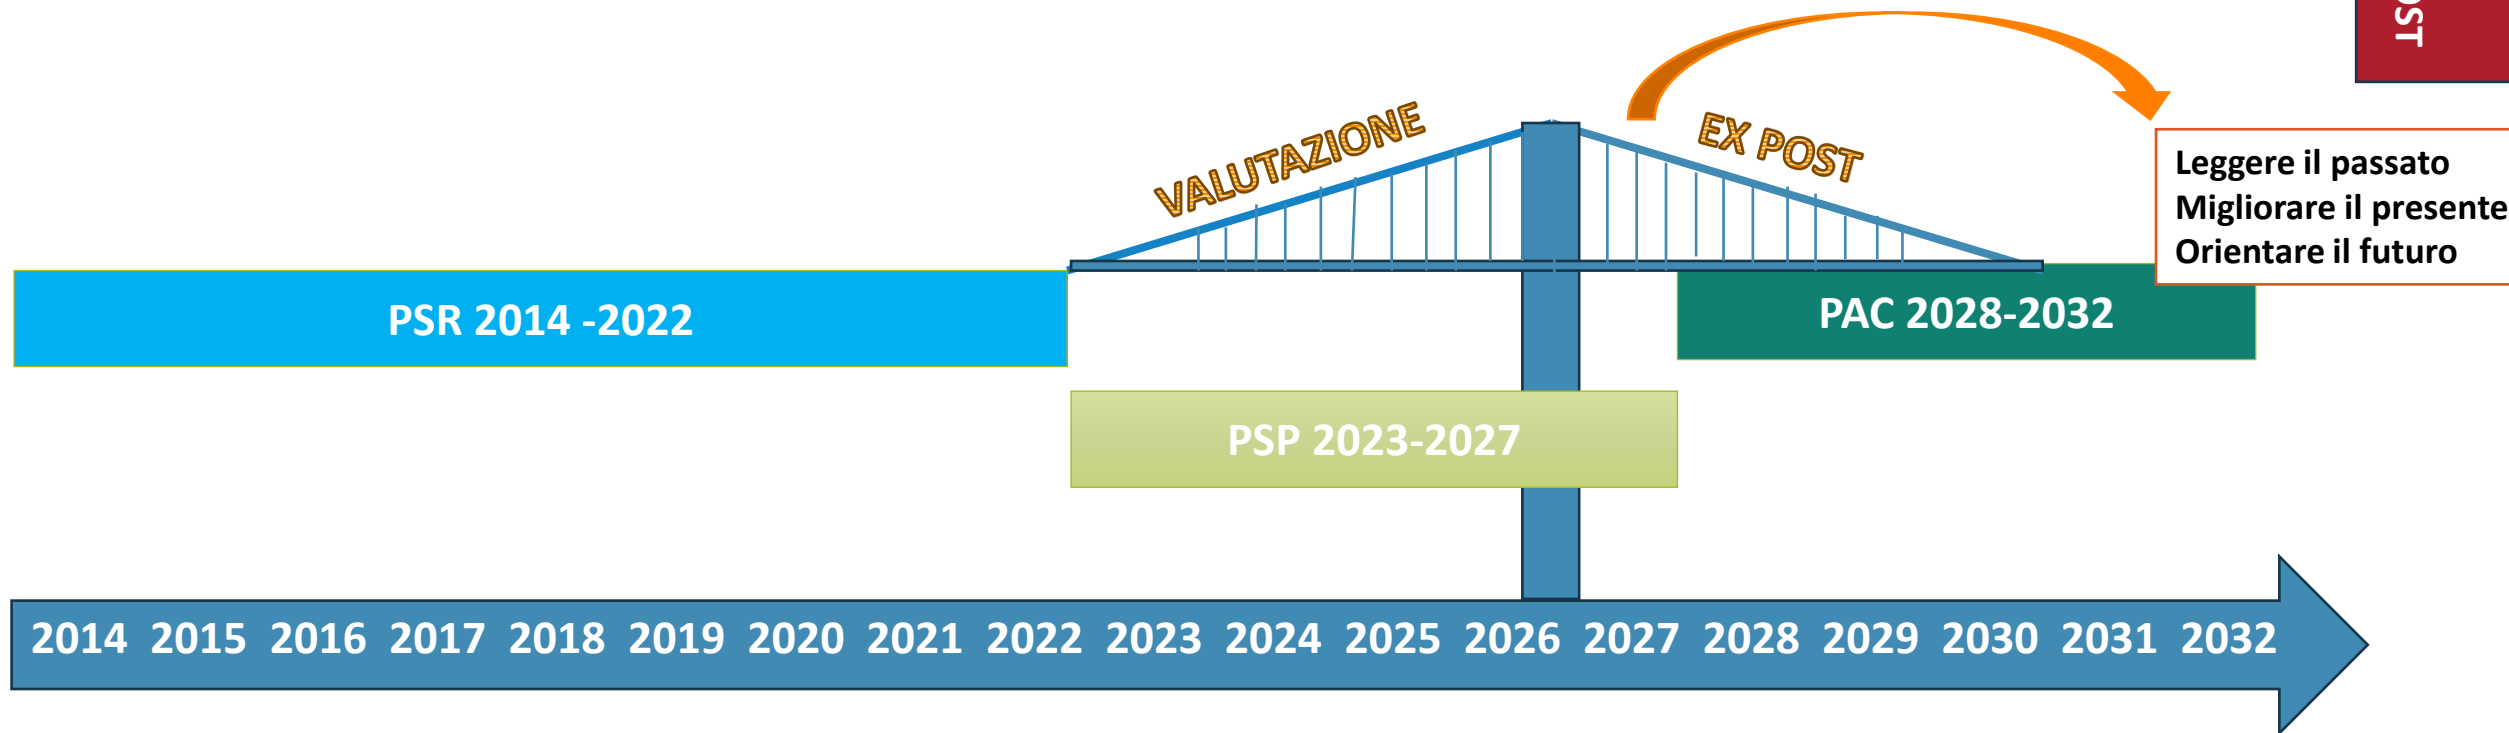 VALUTAZIONE
EX POST
Leggere il passato
Migliorare il presente
Orientare il futuro
PSR 2014 -2022
PAC 2028-2032
PSP 2023-2027
2014 2015 2016 2017 2018 2019 2020 2021 2022 2023 2024 2025 2026 2027 2028 2029 2030 2031 2032